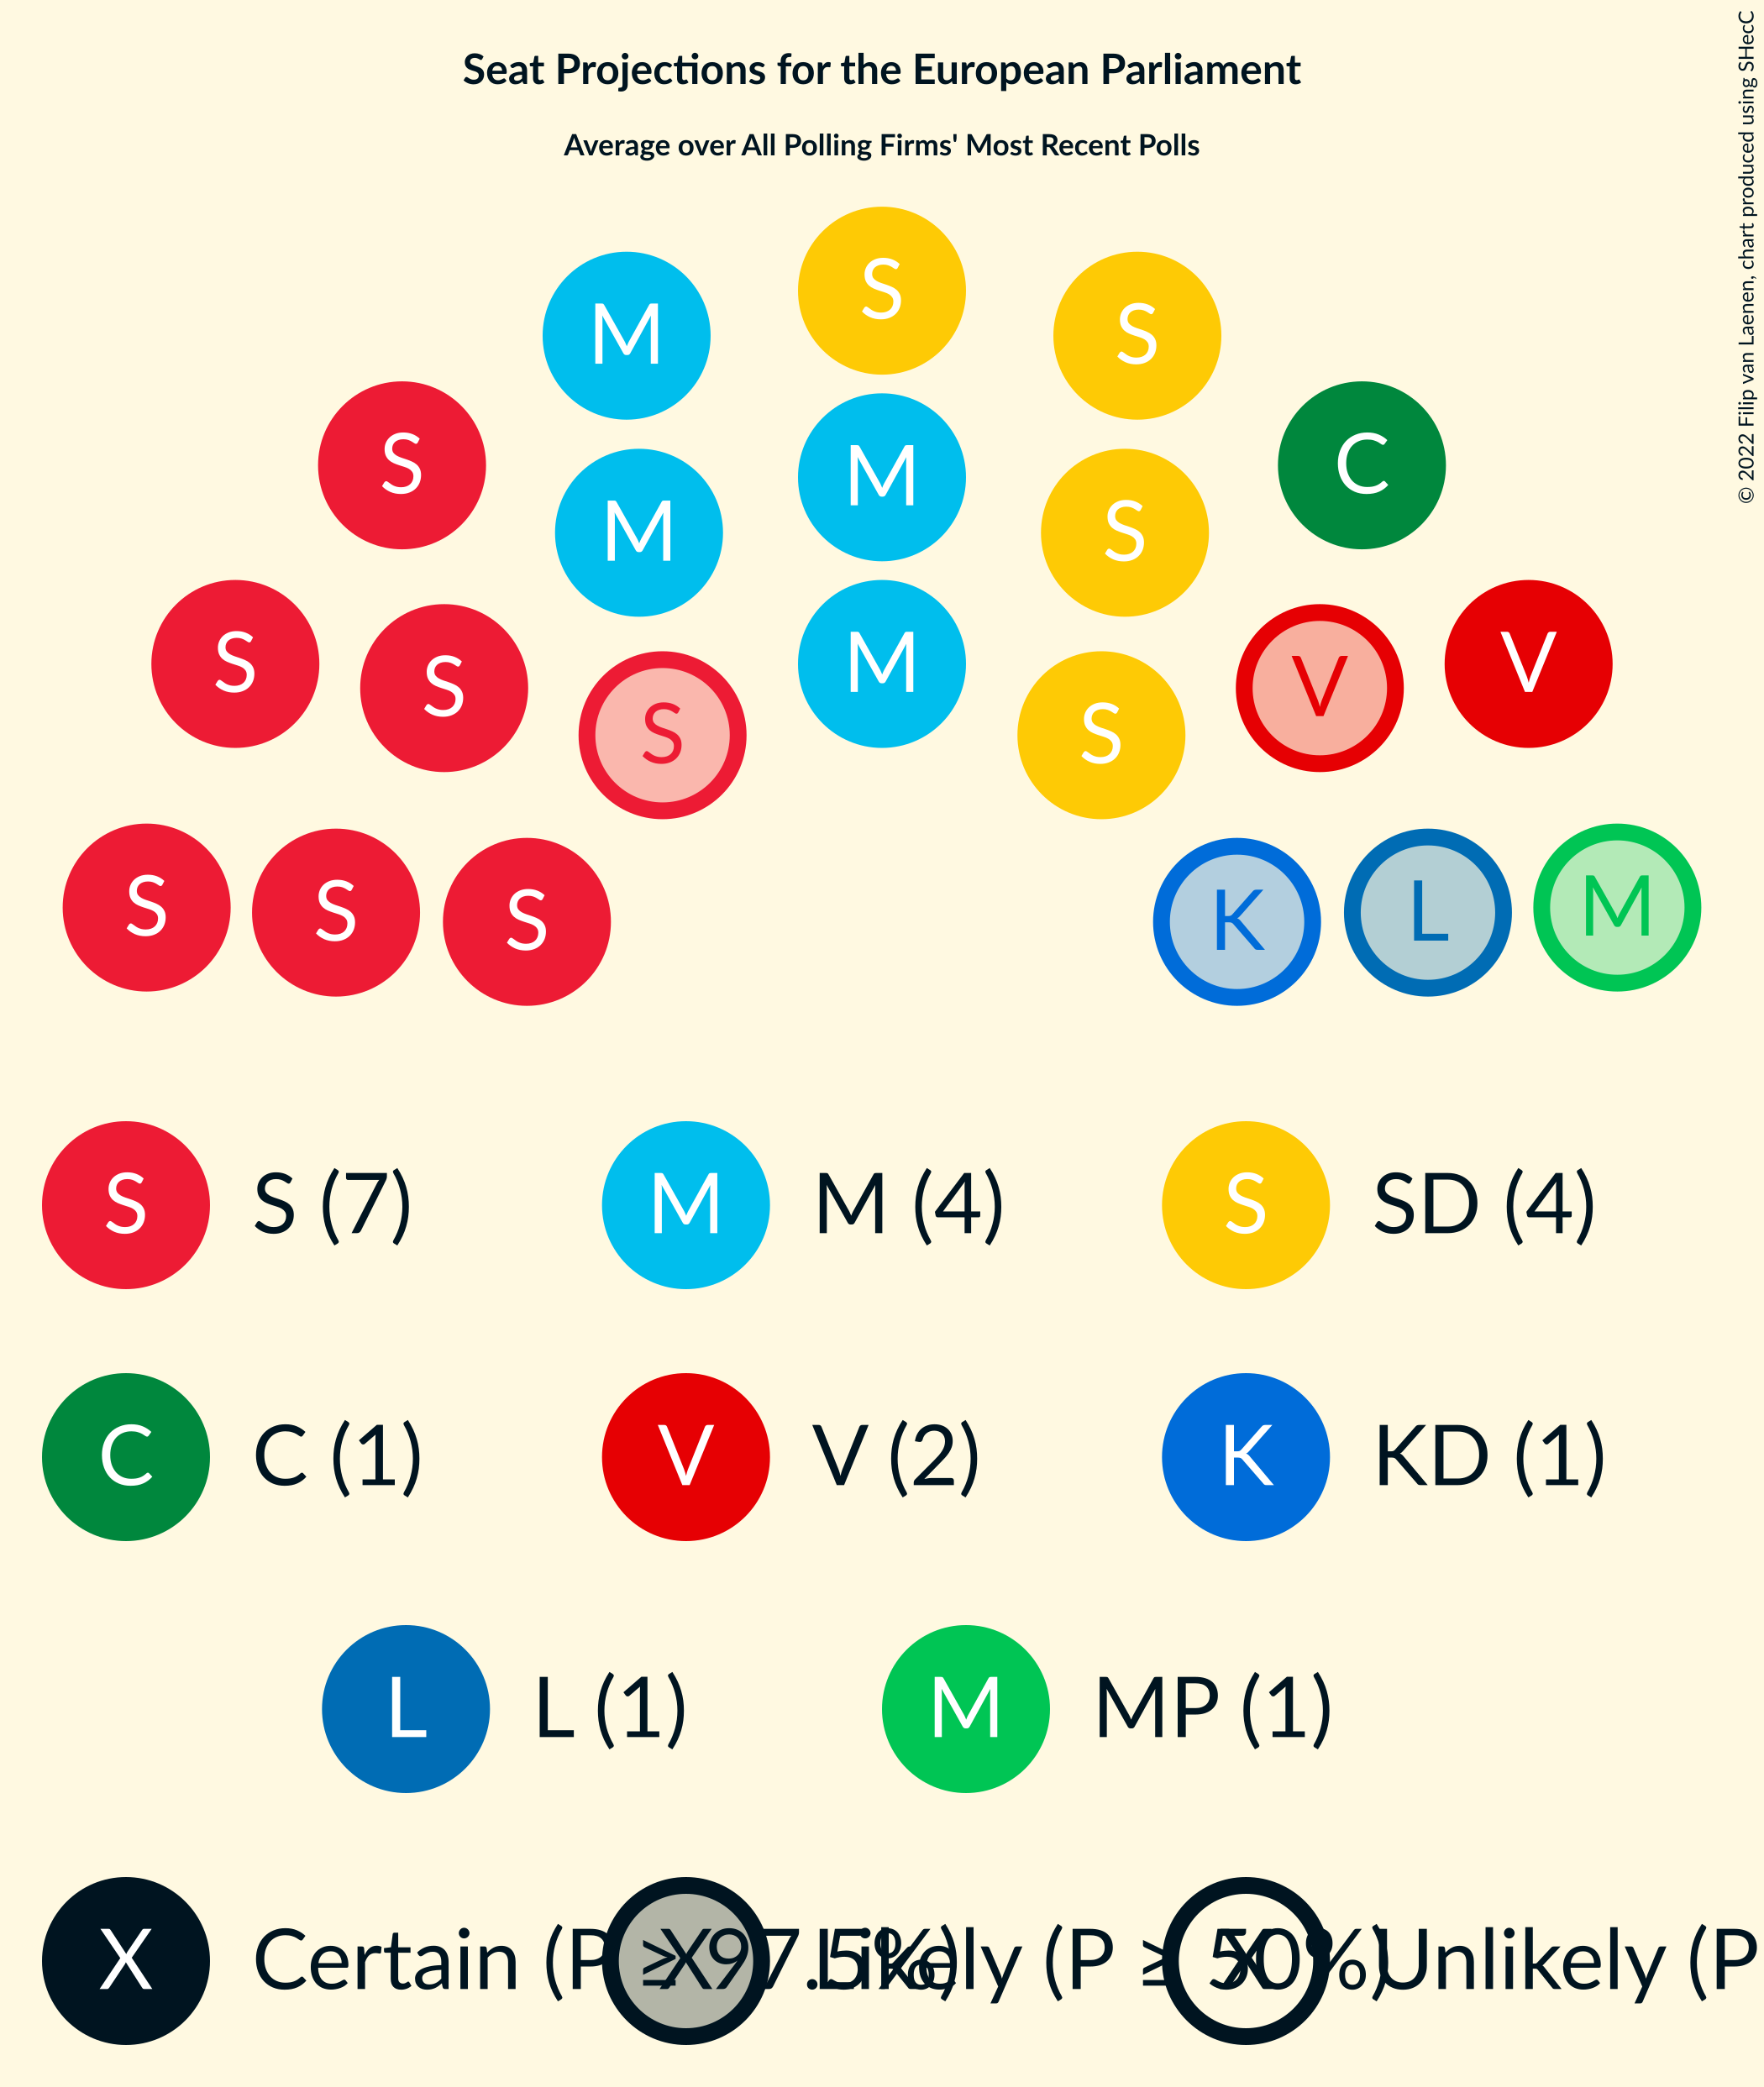 Seat Projections for the European Parliament
Average over All Polling Firms' Most Recent Polls
© 2022 Filip van Laenen, chart produced using SHecC
S
M S
S M M S C
S M V V
S S S
S S S K L M
S S (7) M M (4) S SD (4)
C C (1) V V (2) K KD (1)
L L (1) M MP (1)
X Certain (P ≥ 97.5%) X Likely (P ≥ 50%) X Unlikely (P